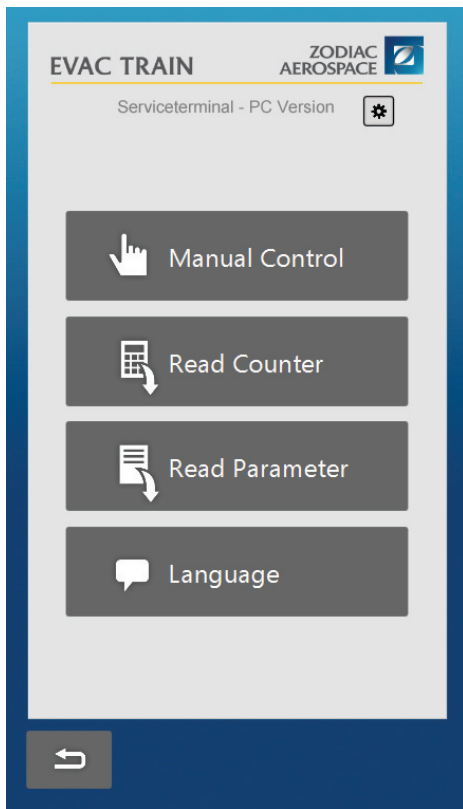 EVAC TRAIN
ZODIAC
AEROSPACE
Serviceterminal - PC Version
Manual Control
Read Counter
Read Parameter
Language